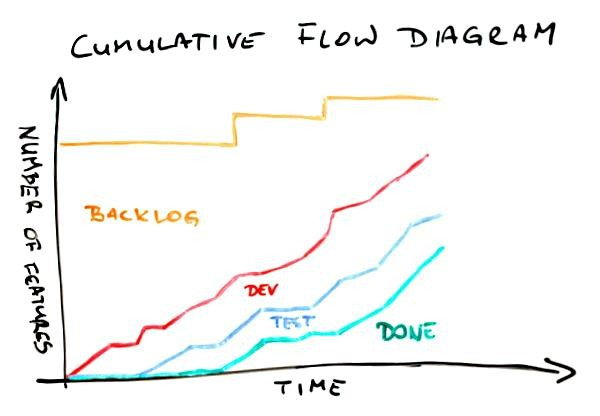 CUMULATIVE FLOW DIAGRAM
NUMBER OF FEATURES
BACKLOG
DEV
TEST
DONE
TIME